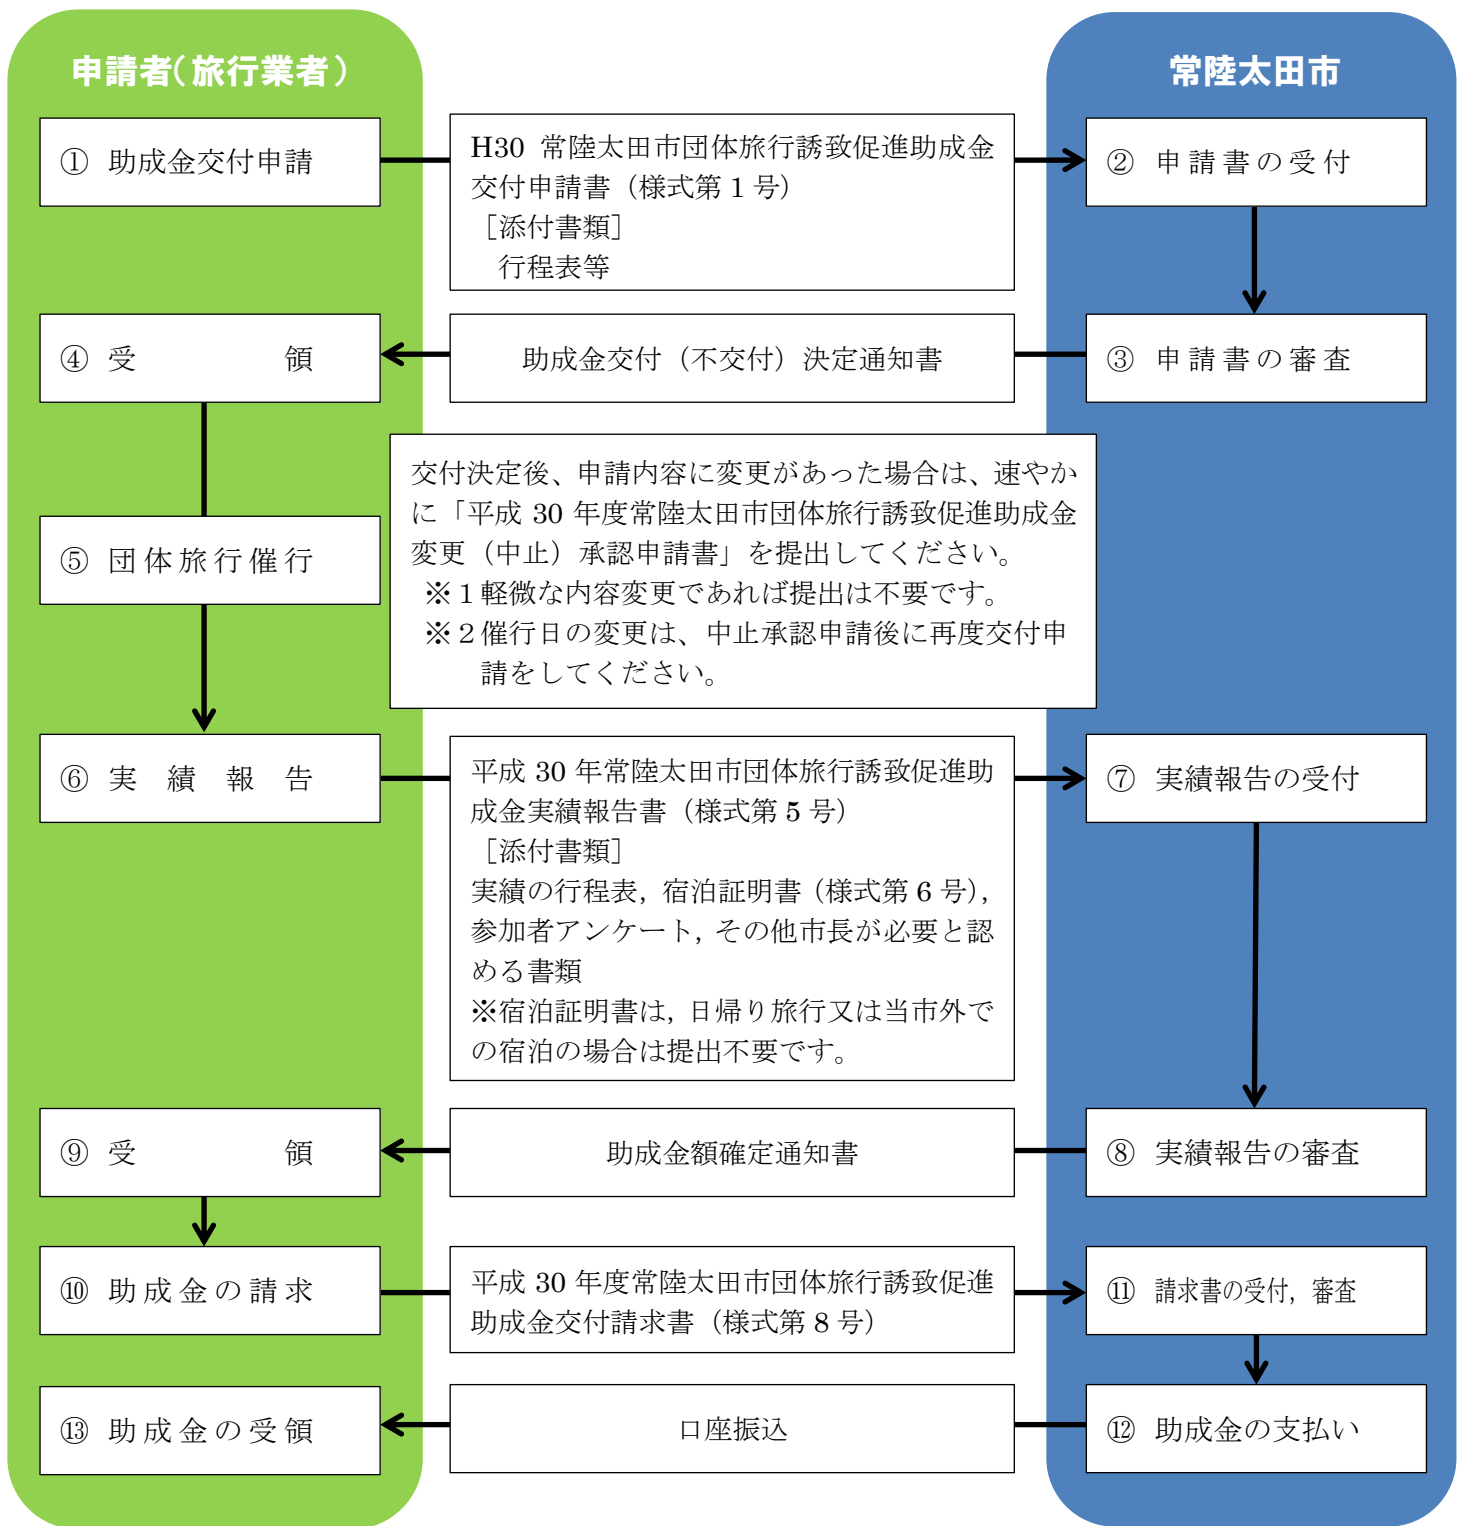 申請者(旅行業者)
常陸太田市
① 助成金交付申請
H30 常陸太田市団体旅行誘致促進助成金
交付申請書（様式第 1 号）
［添付書類］
行程表等
② 申請書の受付
④ 受　　　領
助成金交付（不交付）決定通知書
③ 申請書の審査
交付決定後、申請内容に変更があった場合は、速やか
に「平成 30 年度常陸太田市団体旅行誘致促進助成金
変更（中止）承認申請書」を提出してください。
※１軽微な内容変更であれば提出は不要です。
※２催行日の変更は、中止承認申請後に再度交付申
請をしてください。
⑤ 団体旅行催行
⑥ 実　績　報　告
平成 30 年常陸太田市団体旅行誘致促進助
成金実績報告書（様式第 5 号）
［添付書類］
実績の行程表，宿泊証明書（様式第 6 号），
参加者アンケート，その他市長が必要と認
める書類
※宿泊証明書は，日帰り旅行又は当市外で
の宿泊の場合は提出不要です。
⑦ 実績報告の受付
⑨ 受　　　領
助成金額確定通知書
⑧ 実績報告の審査
⑩ 助成金の請求
平成 30 年度常陸太田市団体旅行誘致促進
助成金交付請求書（様式第 8 号）
⑪ 請求書の受付，審査
⑬ 助成金の受領
口座振込
⑫ 助成金の支払い